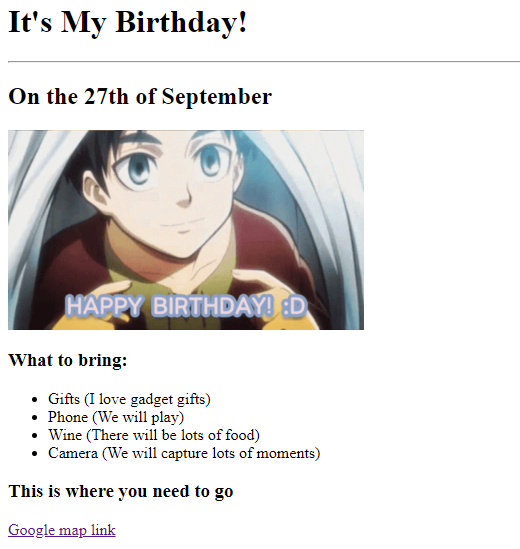 It's My Birthday!
On the 27th of September
HAPPY BIRTHDAY! :D
What to bring:
Gifts (I love gadget gifts)
Phone (We will play)
Wine (There will be lots of food)
Camera (We will capture lots of moments)
This is where you need to go
Google map link